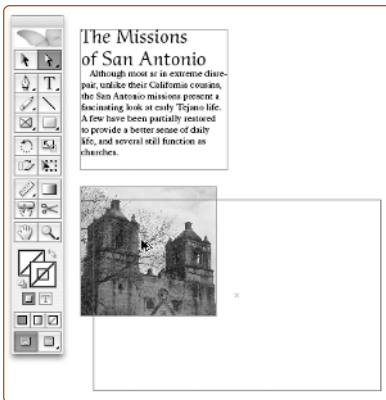 The Missions
of San Antonio
Although most as in extreme disre-
pair, unlike their California cousins,
the San Antonio missions present a
fascinating look at early Tejano life.
A few have been partially restored
to provide a better sense of daily
life, and several still function as
churches.
T
T